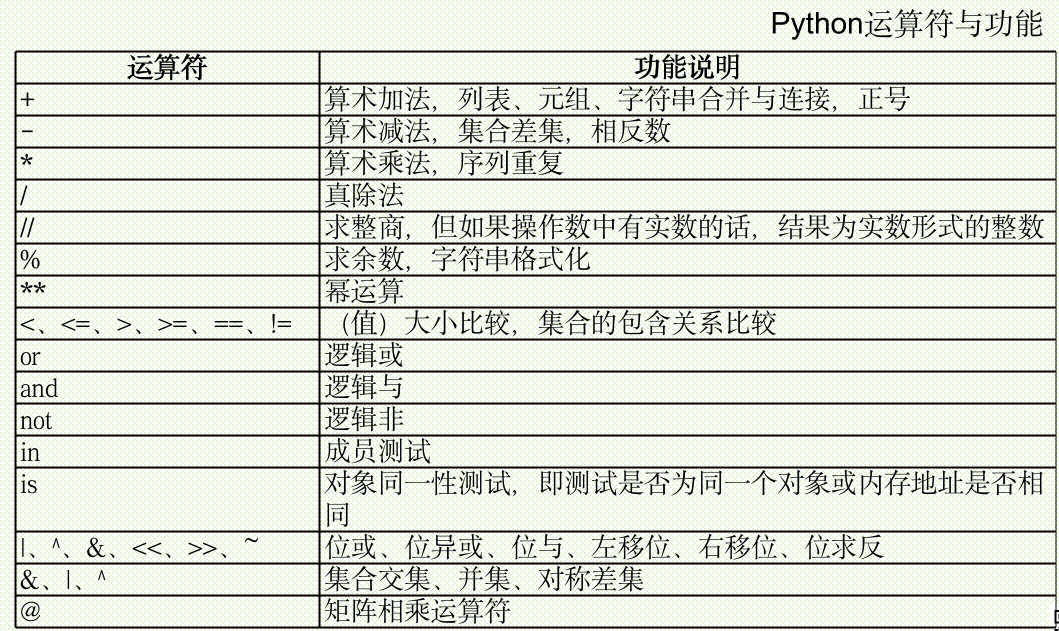 Python运算符与功能
运算符 功能说明
+ 算术加法，列表、元组、字符串合并与连接，正号
- 算术减法，集合差集，相反数
* 算术乘法，序列重复
/ 真除法
// 求整商，但如果操作数中有实数的话，结果为实数形式的整数
% 求余数，字符串格式化
** 幂运算
<、<=、>、>=、==、!= （值）大小比较，集合的包含关系比较
or 逻辑或
and 逻辑与
not 逻辑非
in 成员测试
is 对象同一性测试，即测试是否为同一个对象或内存地址是否相
同
|、^、&、<<、>>、~ 位或、位异或、位与、左移位、右移位、位求反
&、|、^ 集合交集、并集、对称差集
@ 矩阵相乘运算符